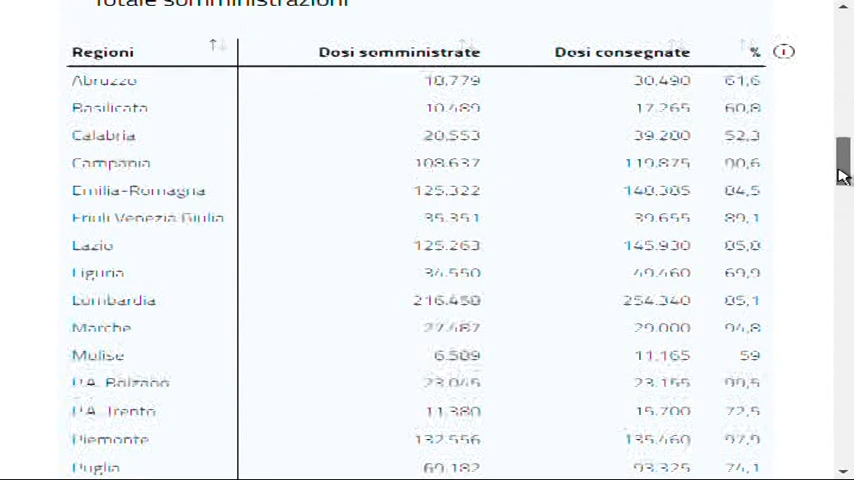 Totale somministrazioni
Regioni Dosi somministrate Dosi consegnate %
Abruzzo 18.779 30.490 61,6
Basilicata 10.489 17.265 60,8
Calabria 20.553 39.280 52,3
Campania 108.637 119.875 90,6
Emilia-Romagna 125.322 148.385 84,5
Friuli Venezia Giulia 35.351 39.655 89,1
Lazio 125.263 145.930 85,8
Liguria 34.550 49.460 69,9
Lombardia 254.340 85,1
Marche 27.487 29.000 94,8
Molise 6.589 11.165 59
P.A. Bolzano 23.045 23.155 99,5
P.A. Trento 11.380 15.700 72,5
Piemonte 132.556 135.460 97,9
Puglia 69.182 93.325 74,1